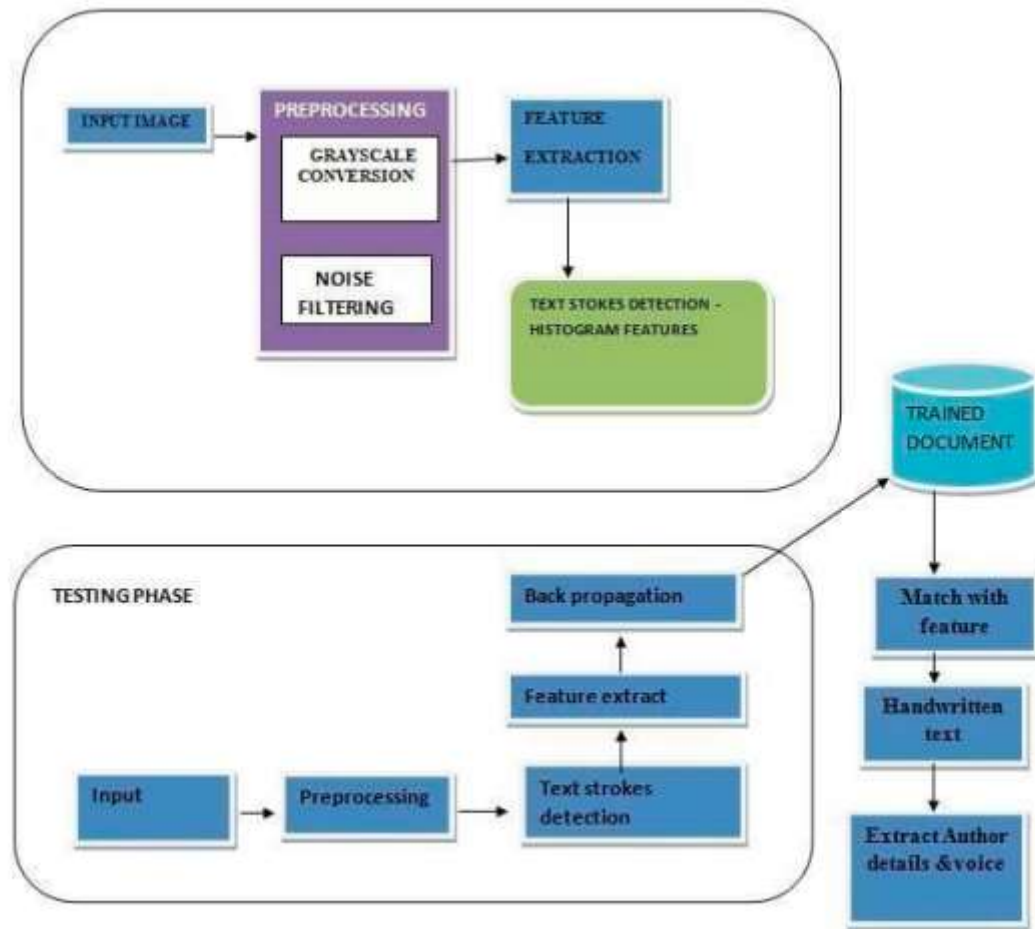 INPUT IMAGE
PREPROCESSING
GRAYSCALE
CONVERSION
NOISE
FILTERING
FEATURE
EXTRACTION
TEXT STOKES DETECTION –
HISTOGRAM FEATURES
TRAINED
DOCUMENT
TESTING PHASE
Back propagation
Feature extract
Input
Preprocessing
Text strokes
detection
Match with
feature
Handwritten
text
Extract Author
details &voice